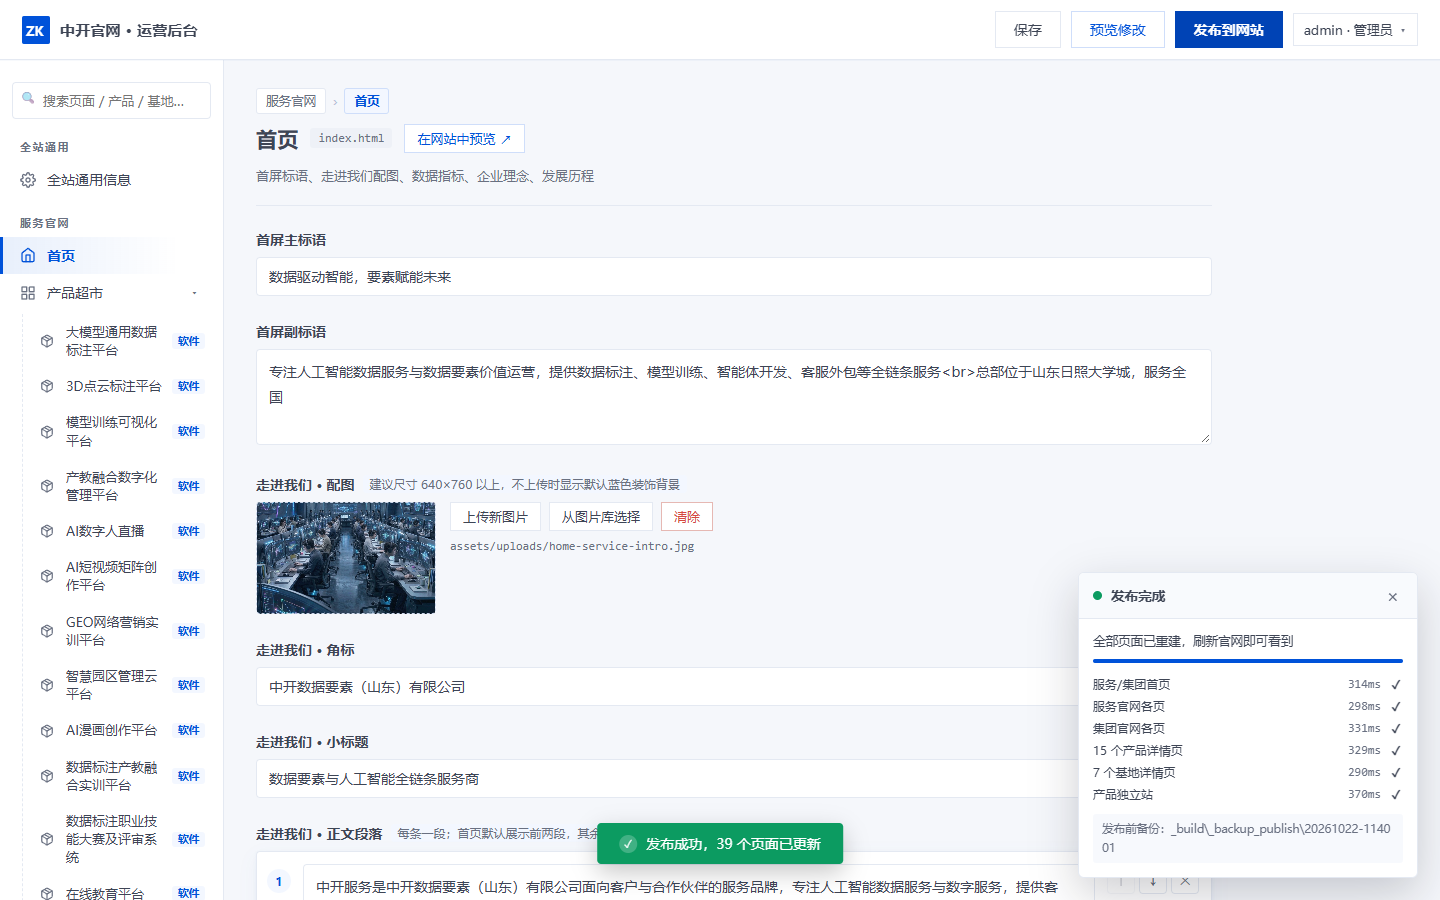 ZK 中开官网 • 运营后台
保存
预览修改
发布到网站
admin · 管理员
搜索页面 / 产品 / 基地...
全站通用
全站通用信息
服务官网
首页
产品超市
大模型通用数据
标注平台
软件
3D点云标注平台
软件
模型训练可视化
平台
软件
产教融合数字化
管理平台
软件
AI数字人直播
软件
AI短视频矩阵创
作平台
软件
GEO网络营销实
训平台
软件
智慧园区管理云
平台
软件
AI漫画创作平台
软件
数据标注产教融
合实训平台
软件
数据标注职业技
能大赛及评审系
统
软件
在线教育平台
软件
服务官网 › 首页
首页 index.html 在网站中预览 ↗
首屏标语、走进我们配图、数据指标、企业理念、发展历程
首屏主标语
数据驱动智能，要素赋能未来
首屏副标语
专注人工智能数据服务与数据要素价值运营，提供数据标注、模型训练、智能体开发、客服外包等全链条服务<br>总部位于山东日照大学城，服务全
国
走进我们 • 配图 建议尺寸 640×760 以上，不上传时显示默认蓝色装饰背景
上传新图片
从图片库选择
清除
assets/uploads/home-service-intro.jpg
走进我们 • 角标
中开数据要素（山东）有限公司
走进我们 • 小标题
数据要素与人工智能全链条服务商
走进我们 • 正文段落 每条一段；首页默认展示前两段，其余
1 中开服务是中开数据要素（山东）有限公司面向客户与合作伙伴的服务品牌，专注人工智能数据服务与数字服务，提供客
✓ 发布成功，39 个页面已更新
发布完成 ×
全部页面已重建，刷新官网即可看到
服务/集团首页 314ms ✓
服务官网各页 298ms ✓
集团官网各页 331ms ✓
15 个产品详情页 329ms ✓
7 个基地详情页 290ms ✓
产品独立站 370ms ✓
发布前备份：_build\_backup_publish\20261022-1140
01